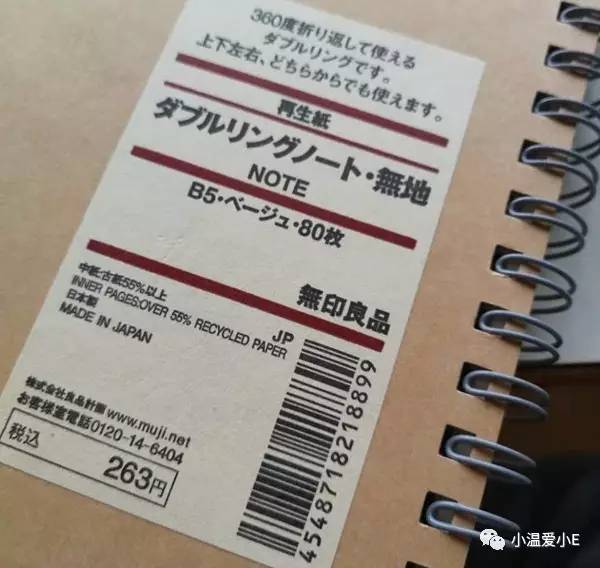 360度折り返して使える
ダブルリングです。
上下左右、どちらからでも使えます。
再生紙
ダブルリングノート・無地
NOTE
B5・ベージュ・80枚
無印良品
中紙:古紙55%以上
INNER PAGES:OVER 55% RECYCLED PAPER
日本製
MADE IN JAPAN
JP
4548718218899
株式会社良品計画 www.muji.net
お客様室電話0120-14-6404
税込
263円
小温爱小E